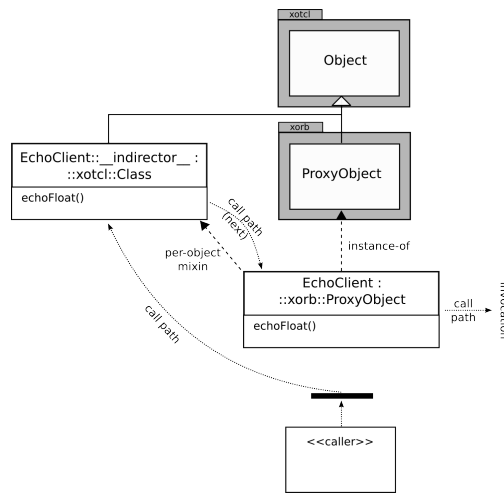 xotcl
Object
xorb
ProxyObject
EchoClient::__indirector__ :
::xotcl::Class
echoFloat()
call path
(next)
per-object
mixin
instance-of
EchoClient :
::xorb::ProxyObject
echoFloat()
call
path
call path
<<caller>>